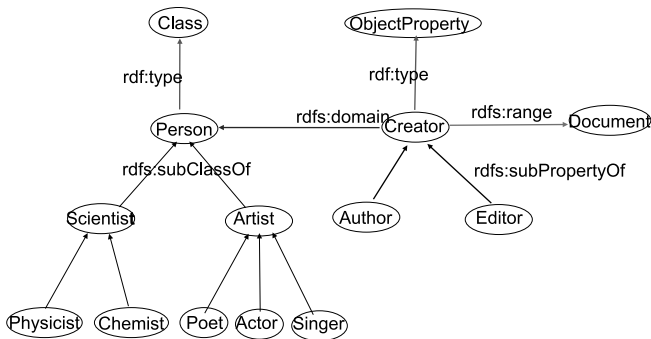 Class
ObjectProperty
rdf:type
rdf:type
rdfs:domain
rdfs:range
Person
Creator
Document
rdfs:subClassOf
rdfs:subPropertyOf
Scientist
Artist
Author
Editor
Physicist
Chemist
Poet
Actor
Singer